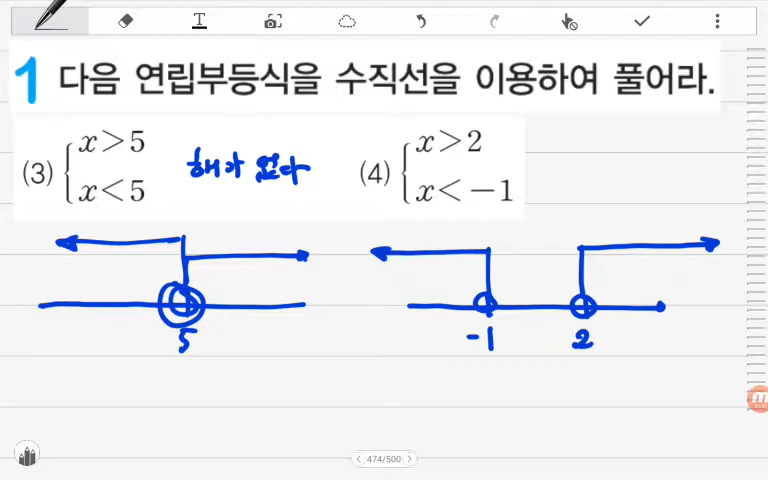 T
1 다음 연립부등식을 수직선을 이용하여 풀어라.
(3) { x>5
x<5
해가 없다
(4) { x>2
x<-1
5
-1 2
474/500